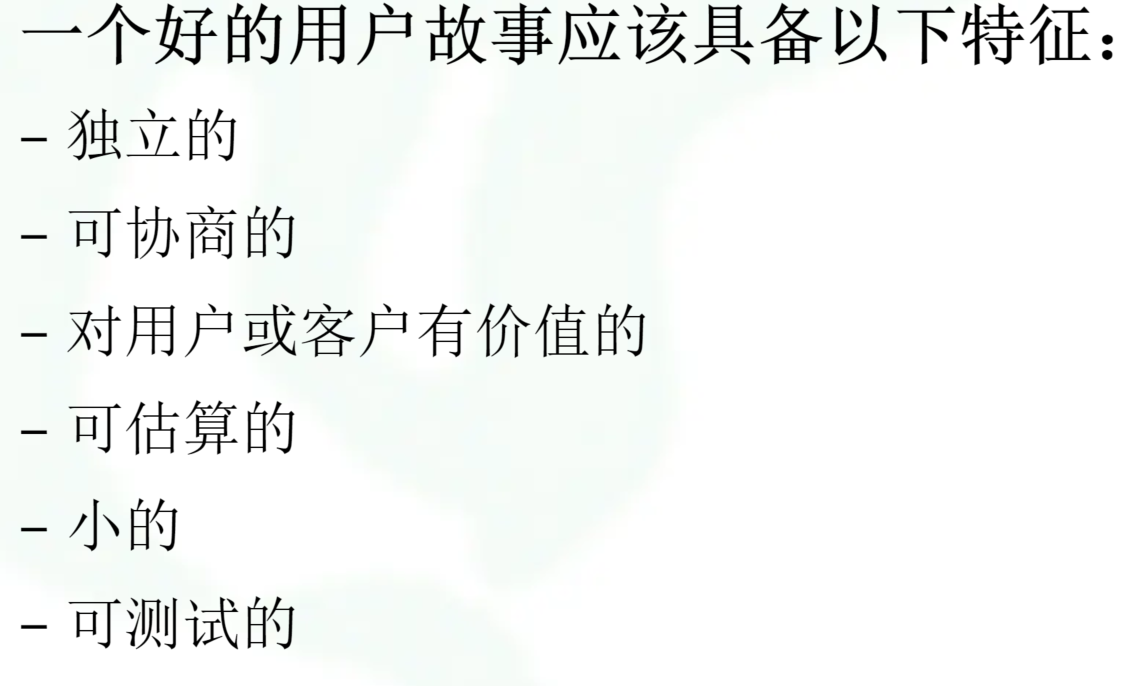 一个好的用户故事应该具备以下特征：
– 独立的
– 可协商的
– 对用户或客户有价值的
– 可估算的
– 小的
– 可测试的